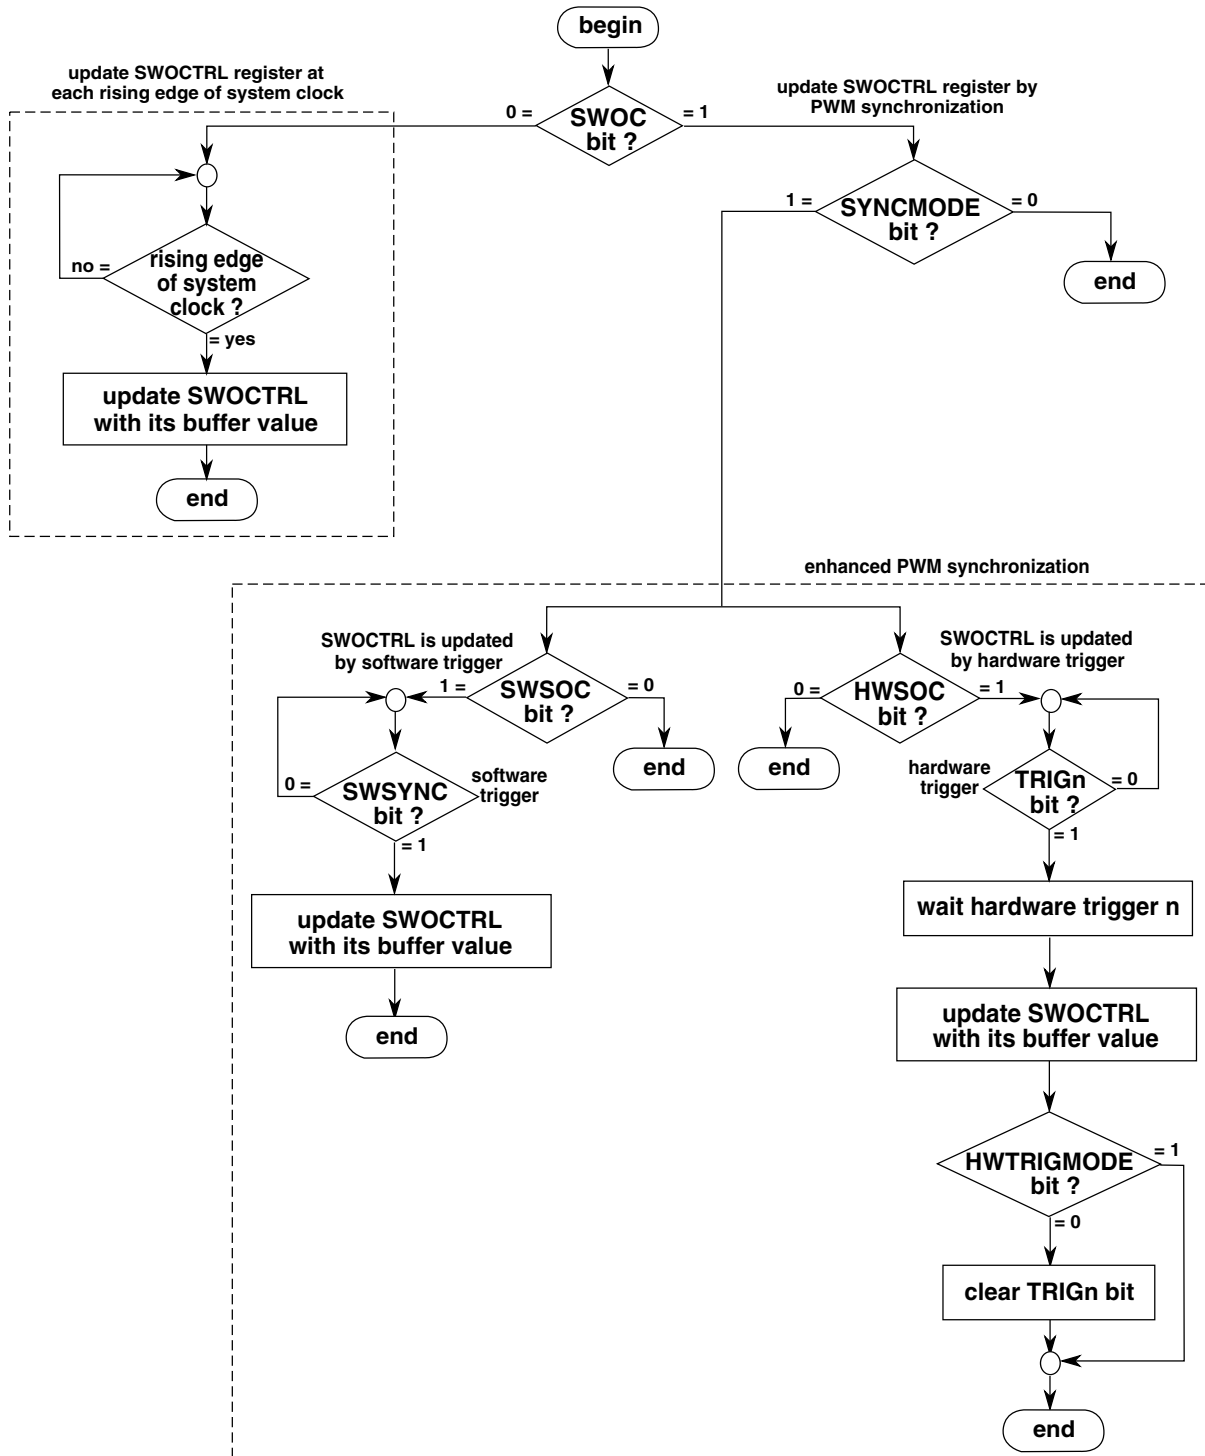 begin
update SWOCTRL register at
each rising edge of system clock
update SWOCTRL register by
PWM synchronization
0 =
SWOC
bit ?
= 1
1 =
SYNCMODE
bit ?
= 0
end
no =
rising edge
of system
clock ?
= yes
update SWOCTRL
with its buffer value
end
enhanced PWM synchronization
SWOCTRL is updated
by software trigger
1 =
SWSOC
bit ?
= 0
end
0 =
SWSYNC
bit ?
software
trigger
= 1
update SWOCTRL
with its buffer value
end
SWOCTRL is updated
by hardware trigger
0 =
HWSOC
bit ?
= 1
end
hardware
trigger
TRIGn
bit ?
= 0
= 1
wait hardware trigger n
update SWOCTRL
with its buffer value
HWTRIGMODE
bit ?
= 1
= 0
clear TRIGn bit
end